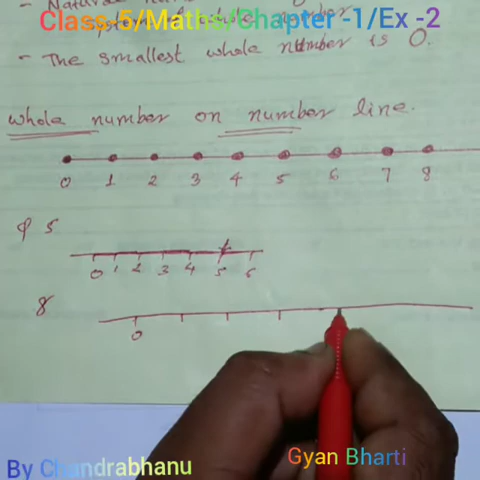 Class-5/Maths/Chapter -1/Ex -2
whole number
- The smallest whole number is 0.
whole number on number line.
0 1 2 3 4 5 6 7 8
5
0 1 2 3 4 5 6
8
0
By Chandrabhanu
Gyan Bharti